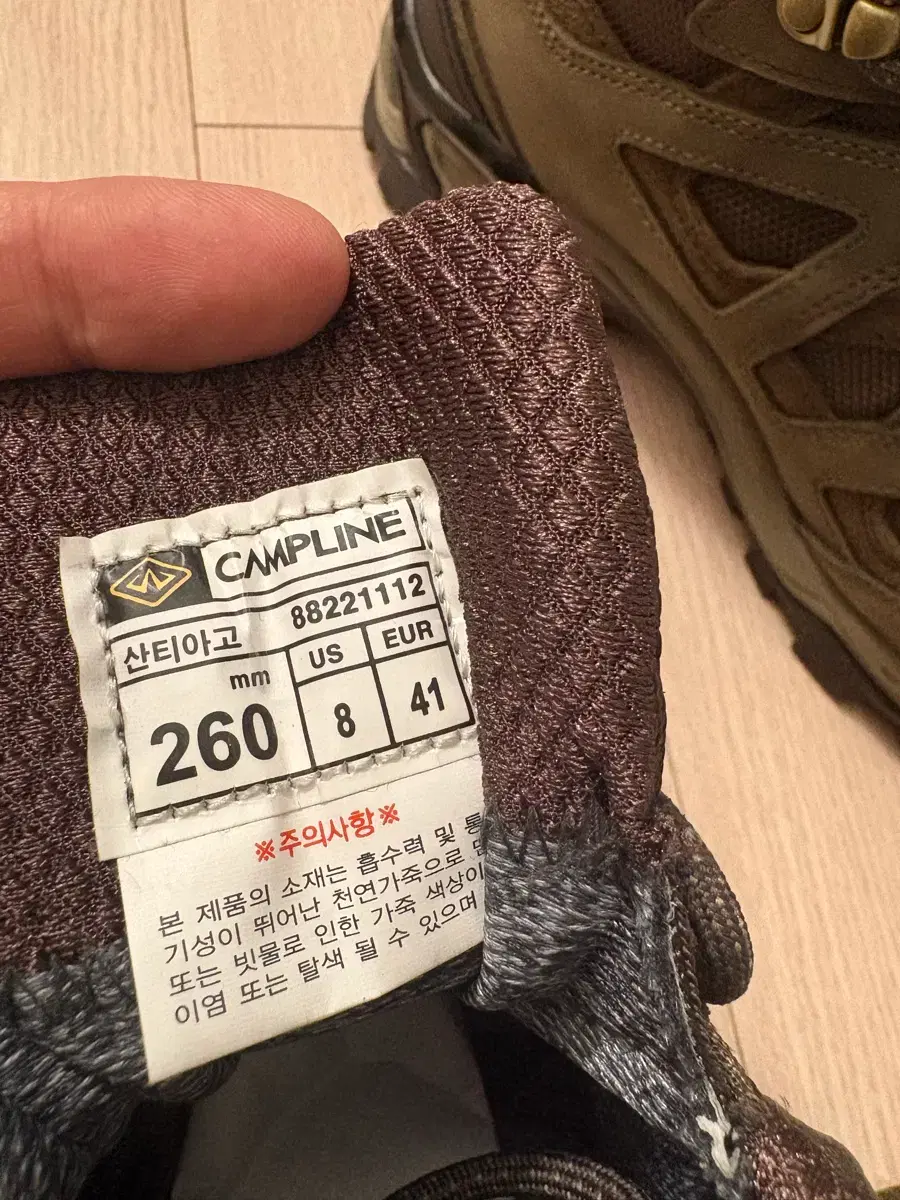 CAMPLINE
산티아고 88221112
mm US EUR
260 8 41
※주의사항※
본 제품의 소재는 흡수력 및 통
기성이 뛰어난 천연가죽으로
또는 빗물로 인한 가죽 색상이
이염 또는 탈색 될 수 있으며